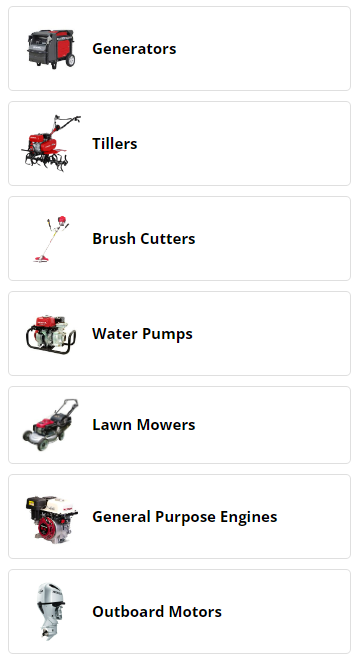 Generators
Tillers
Brush Cutters
Water Pumps
Lawn Mowers
General Purpose Engines
Outboard Motors